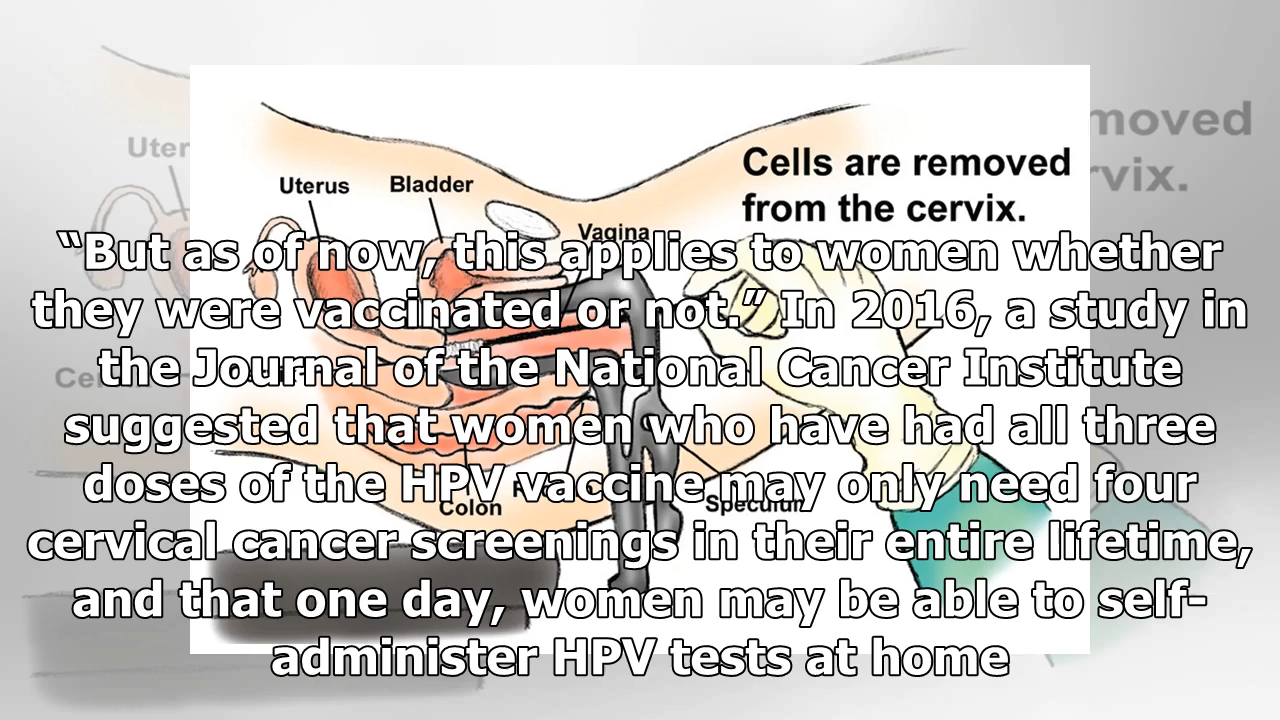 Uterus
Bladder
Cells are removed
from the cervix.
Vagina
“But as of now, this applies to women whether
they were vaccinated or not.” In 2016, a study in
the Journal of the National Cancer Institute
suggested that women who have had all three
doses of the HPV vaccine may only need four
cervical cancer screenings in their entire lifetime,
and that one day, women may be able to self-
administer HPV tests at home
Colon